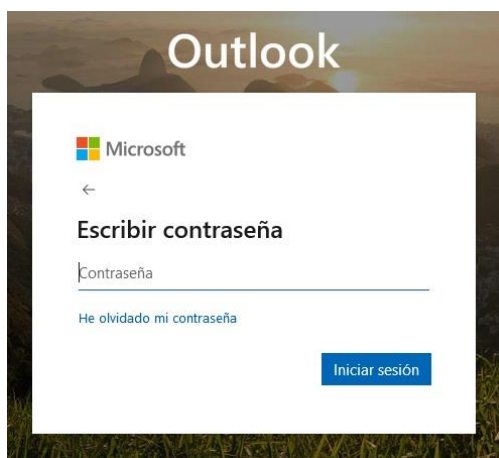 Outlook
Microsoft
Escribir contraseña
Contraseña
He olvidado mi contraseña
Iniciar sesión